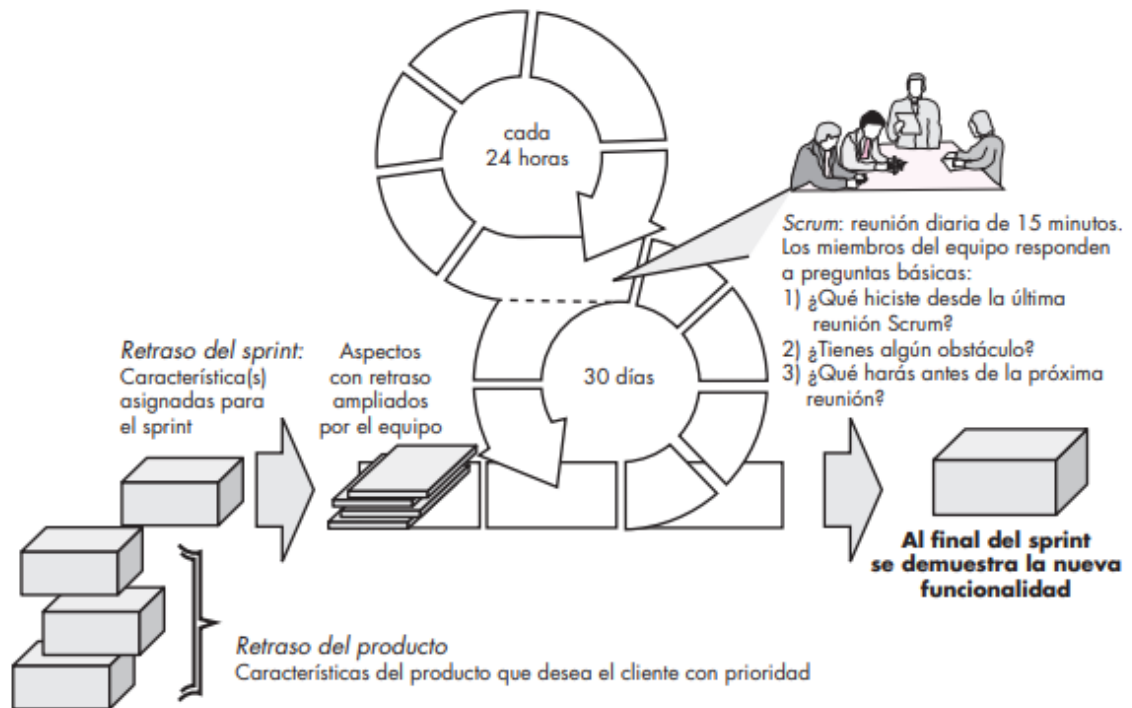 cada
24 horas
Scrum: reunión diaria de 15 minutos.
Los miembros del equipo responden
a preguntas básicas:
1) ¿Qué hiciste desde la última
reunión Scrum?
2) ¿Tienes algún obstáculo?
3) ¿Qué harás antes de la próxima
reunión?
Retraso del sprint:
Característica(s)
asignadas para
el sprint
Aspectos
con retraso
ampliados
por el equipo
30 días
Al final del sprint
se demuestra la nueva
funcionalidad
Retraso del producto
Características del producto que desea el cliente con prioridad